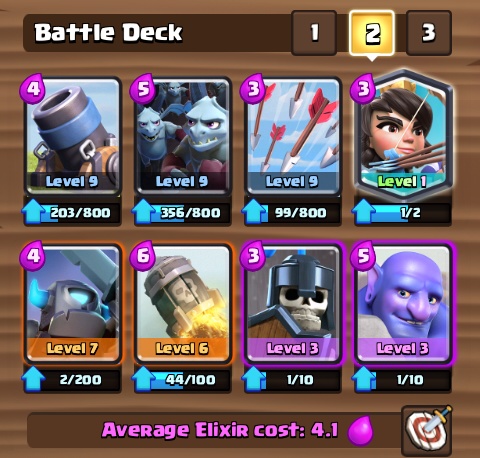 Battle Deck 1 2 3
4 5 3 3
Level 9 Level 9 Level 9 Level 1
203/800 356/800 99/800 1/2
4 6 3 5
Level 7 Level 6 Level 3 Level 3
2/200 44/100 1/10 1/10
Average Elixir cost: 4.1